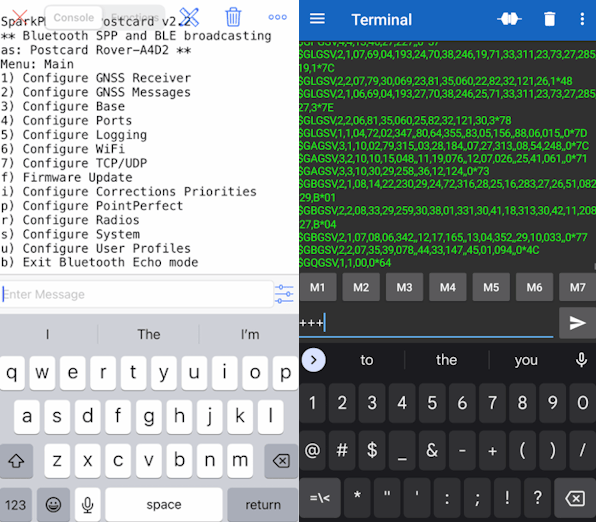 Console
Functions
SparkP Postcard v2.2
** Bluetooth SPP and BLE broadcasting
as: Postcard Rover-A4D2 **
Menu: Main
1) Configure GNSS Receiver
2) Configure GNSS Messages
3) Configure Base
4) Configure Ports
5) Configure Logging
6) Configure WiFi
7) Configure TCP/UDP
f) Firmware Update
i) Configure Corrections Priorities
p) Configure PointPerfect
r) Configure Radios
s) Configure System
u) Configure User Profiles
b) Exit Bluetooth Echo mode
Enter Message
I The I'm
q w e r t y u i o p
a s d f g h j k l
z x c v b n m
123 space return
Terminal
$GLGSV,2,1,07,69,04,193,24,70,38,246,19,71,33,311,23,73,27,285
,19,1*7C
$GLGSV,2,2,07,79,30,069,23,81,35,060,22,82,32,121,26,1*48
$GLGSV,2,1,06,69,04,193,27,70,38,246,25,71,33,311,23,73,27,285
,27,3*7E
$GLGSV,2,2,06,81,35,060,25,82,32,121,30,3*78
$GLGSV,1,1,04,72,02,347,,80,64,355,,83,05,156,,88,06,015,,0*7D
$GAGSV,3,1,10,02,79,315,,03,28,184,,07,27,313,,08,54,248,,0*7C
$GAGSV,3,2,10,10,15,048,,11,19,076,,12,07,026,,25,41,061,,0*71
$GAGSV,3,3,10,30,29,258,,36,12,124,,0*73
$GBGSV,2,1,08,14,22,230,29,24,72,316,28,25,16,283,27,26,51,082
,29,B*01
$GBGSV,2,2,08,33,29,259,30,38,01,331,30,41,18,313,30,42,11,208
,27,B*04
$GBGSV,2,1,07,08,06,342,,12,17,165,,13,04,352,,29,10,033,,0*77
$GBGSV,2,2,07,35,39,078,,44,33,147,,45,01,094,,0*4C
$GQGSV,1,1,00,0*64
M1 M2 M3 M4 M5 M6 M7
+++
to the you
1 2 3 4 5 6 7 8 9 0
@ # $ _ & - + ( ) /
=\< * " ' : ; ! ?